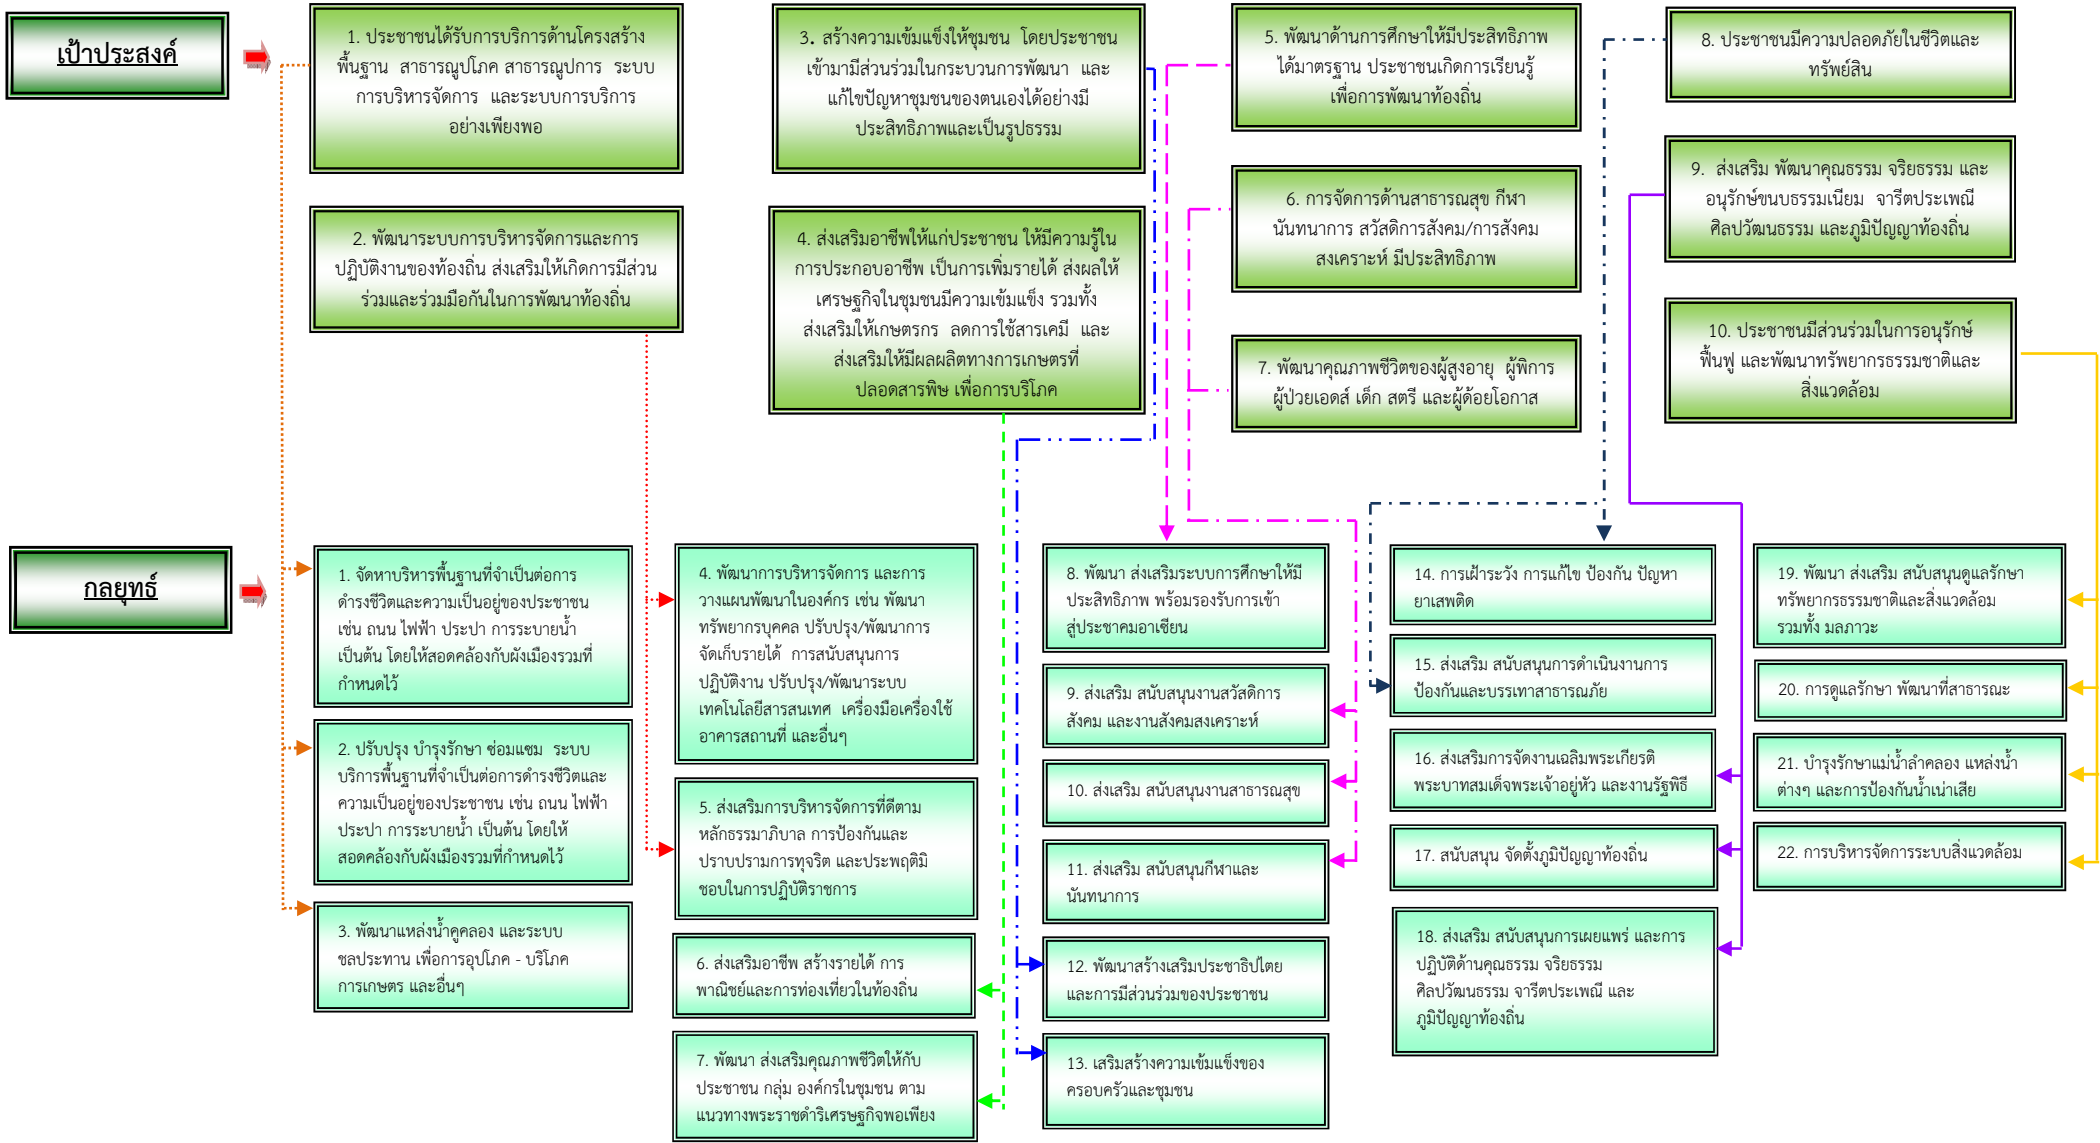 เป้าประสงค์
1. ประชาชนได้รับการบริการด้านโครงสร้าง
พื้นฐาน สาธารณูปโภค สาธารณูปการ ระบบ
การบริหารจัดการ และระบบการบริการ
อย่างเพียงพอ
2. พัฒนาระบบการบริหารจัดการและการ
ปฏิบัติงานของท้องถิ่น ส่งเสริมให้เกิดการมีส่วน
ร่วมและร่วมมือกันในการพัฒนาท้องถิ่น
3. สร้างความเข้มแข็งให้ชุมชน โดยประชาชน
เข้ามามีส่วนร่วมในกระบวนการพัฒนา และ
แก้ไขปัญหาชุมชนของตนเองได้อย่างมี
ประสิทธิภาพและเป็นรูปธรรม
4. ส่งเสริมอาชีพให้แก่ประชาชน ให้มีความรู้ใน
การประกอบอาชีพ เป็นการเพิ่มรายได้ ส่งผลให้
เศรษฐกิจในชุมชนมีความเข้มแข็ง รวมทั้ง
ส่งเสริมให้เกษตรกร ลดการใช้สารเคมี และ
ส่งเสริมให้มีผลผลิตทางการเกษตรที่
ปลอดสารพิษ เพื่อการบริโภค
5. พัฒนาด้านการศึกษาให้มีประสิทธิภาพ
ได้มาตรฐาน ประชาชนเกิดการเรียนรู้
เพื่อการพัฒนาท้องถิ่น
6. การจัดการด้านสาธารณสุข กีฬา
นันทนาการ สวัสดิการสังคม/การสังคม
สงเคราะห์ มีประสิทธิภาพ
7. พัฒนาคุณภาพชีวิตของผู้สูงอายุ ผู้พิการ
ผู้ป่วยเอดส์ เด็ก สตรี และผู้ด้อยโอกาส
8. ประชาชนมีความปลอดภัยในชีวิตและ
ทรัพย์สิน
9. ส่งเสริม พัฒนาคุณธรรม จริยธรรม และ
อนุรักษ์ขนบธรรมเนียม จารีตประเพณี
ศิลปวัฒนธรรม และภูมิปัญญาท้องถิ่น
10. ประชาชนมีส่วนร่วมในการอนุรักษ์
ฟื้นฟู และพัฒนาทรัพยากรธรรมชาติและ
สิ่งแวดล้อม
กลยุทธ์
1. จัดหาบริหารพื้นฐานที่จำเป็นต่อการ
ดำรงชีวิตและความเป็นอยู่ของประชาชน
เช่น ถนน ไฟฟ้า ประปา การระบายน้ำ
เป็นต้น โดยให้สอดคล้องกับผังเมืองรวมที่
กำหนดไว้
2. ปรับปรุง บำรุงรักษา ซ่อมแซม ระบบ
บริการพื้นฐานที่จำเป็นต่อการดำรงชีวิตและ
ความเป็นอยู่ของประชาชน เช่น ถนน ไฟฟ้า
ประปา การระบายน้ำ เป็นต้น โดยให้
สอดคล้องกับผังเมืองรวมที่กำหนดไว้
3. พัฒนาแหล่งน้ำคูคลอง และระบบ
ชลประทาน เพื่อการอุปโภค - บริโภค
การเกษตร และอื่นๆ
4. พัฒนาการบริหารจัดการ และการ
วางแผนพัฒนาในองค์กร เช่น พัฒนา
ทรัพยากรบุคคล ปรับปรุง/พัฒนาการ
จัดเก็บรายได้ การสนับสนุนการ
ปฏิบัติงาน ปรับปรุง/พัฒนาระบบ
เทคโนโลยีสารสนเทศ เครื่องมือเครื่องใช้
อาคารสถานที่ และอื่นๆ
5. ส่งเสริมการบริหารจัดการที่ดีตาม
หลักธรรมาภิบาล การป้องกันและ
ปราบปรามการทุจริต และประพฤติมิ
ชอบในการปฏิบัติราชการ
6. ส่งเสริมอาชีพ สร้างรายได้ การ
พาณิชย์และการท่องเที่ยวในท้องถิ่น
7. พัฒนา ส่งเสริมคุณภาพชีวิตให้กับ
ประชาชน กลุ่ม องค์กรในชุมชน ตาม
แนวทางพระราชดำริเศรษฐกิจพอเพียง
8. พัฒนา ส่งเสริมระบบการศึกษาให้มี
ประสิทธิภาพ พร้อมรองรับการเข้า
สู่ประชาคมอาเซียน
9. ส่งเสริม สนับสนุนงานสวัสดิการ
สังคม และงานสังคมสงเคราะห์
10. ส่งเสริม สนับสนุนงานสาธารณสุข
11. ส่งเสริม สนับสนุนกีฬาและ
นันทนาการ
12. พัฒนาสร้างเสริมประชาธิปไตย
และการมีส่วนร่วมของประชาชน
13. เสริมสร้างความเข้มแข็งของ
ครอบครัวและชุมชน
14. การเฝ้าระวัง การแก้ไข ป้องกัน ปัญหา
ยาเสพติด
15. ส่งเสริม สนับสนุนการดำเนินงานการ
ป้องกันและบรรเทาสาธารณภัย
16. ส่งเสริมการจัดงานเฉลิมพระเกียรติ
พระบาทสมเด็จพระเจ้าอยู่หัว และงานรัฐพิธี
17. สนับสนุน จัดตั้งภูมิปัญญาท้องถิ่น
18. ส่งเสริม สนับสนุนการเผยแพร่ และการ
ปฏิบัติด้านคุณธรรม จริยธรรม
ศิลปวัฒนธรรม จารีตประเพณี และ
ภูมิปัญญาท้องถิ่น
19. พัฒนา ส่งเสริม สนับสนุนดูแลรักษา
ทรัพยากรธรรมชาติและสิ่งแวดล้อม
รวมทั้ง มลภาวะ
20. การดูแลรักษา พัฒนาที่สาธารณะ
21. บำรุงรักษาแม่น้ำลำคลอง แหล่งน้ำ
ต่างๆ และการป้องกันน้ำเน่าเสีย
22. การบริหารจัดการระบบสิ่งแวดล้อม